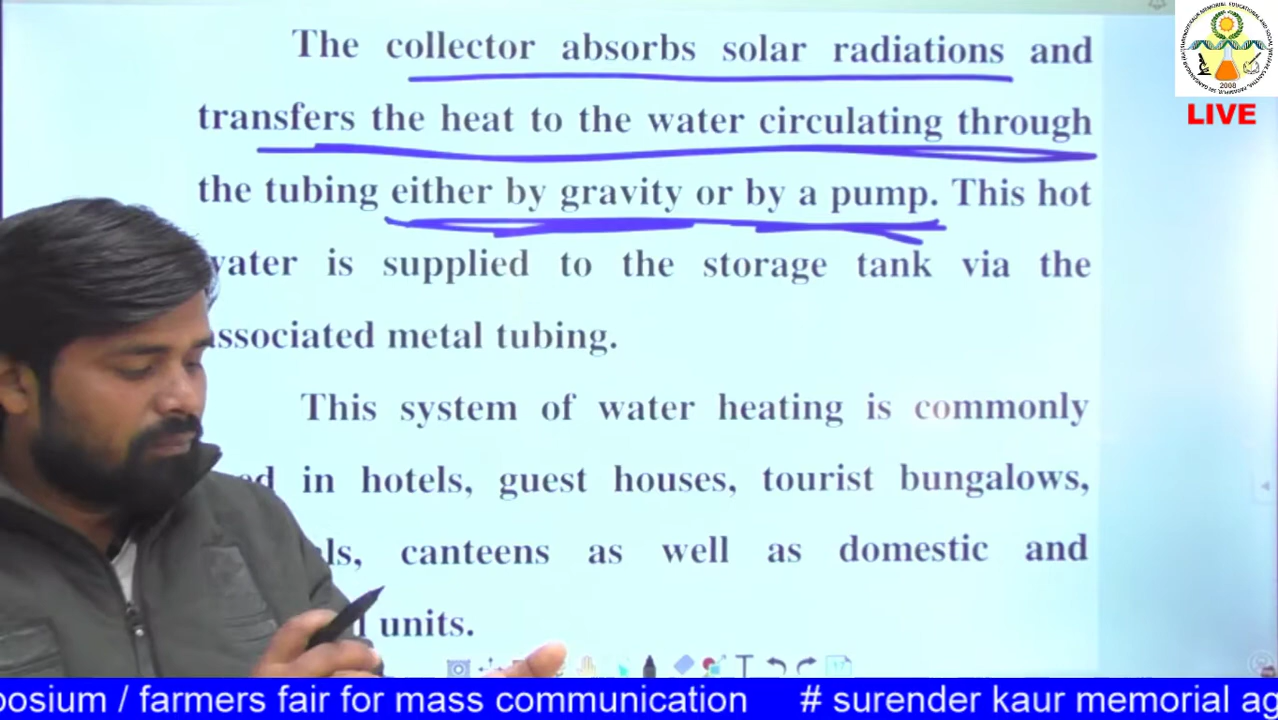 The collector absorbs solar radiations and
transfers the heat to the water circulating through
the tubing either by gravity or by a pump. This hot
water is supplied to the storage tank via the
associated metal tubing.
This system of water heating is commonly
in hotels, guest houses, tourist bungalows,
canteens as well as domestic and
units.
2008
LIVE
posium / farmers fair for mass communication # surender kaur memorial ag